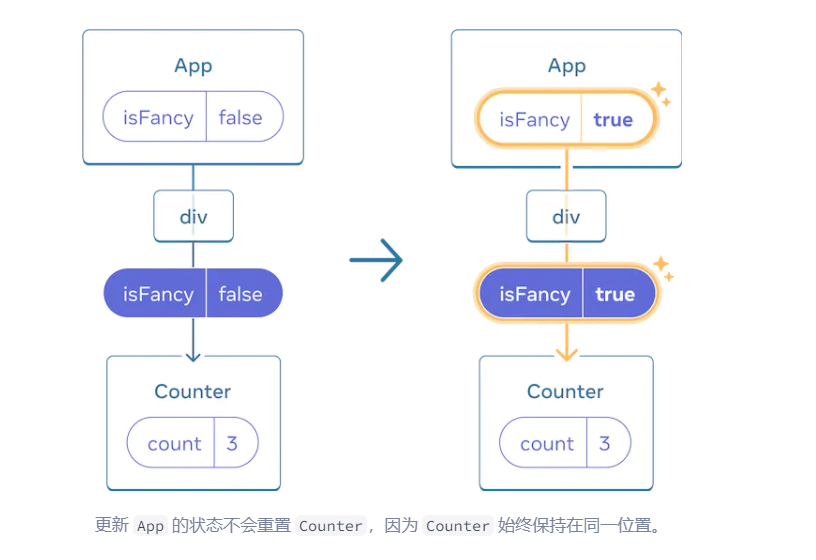 App
isFancy false
div
isFancy false
Counter
count 3
App
isFancy true
div
isFancy true
Counter
count 3
更新 App 的状态不会重置 Counter，因为 Counter 始终保持在同一位置。